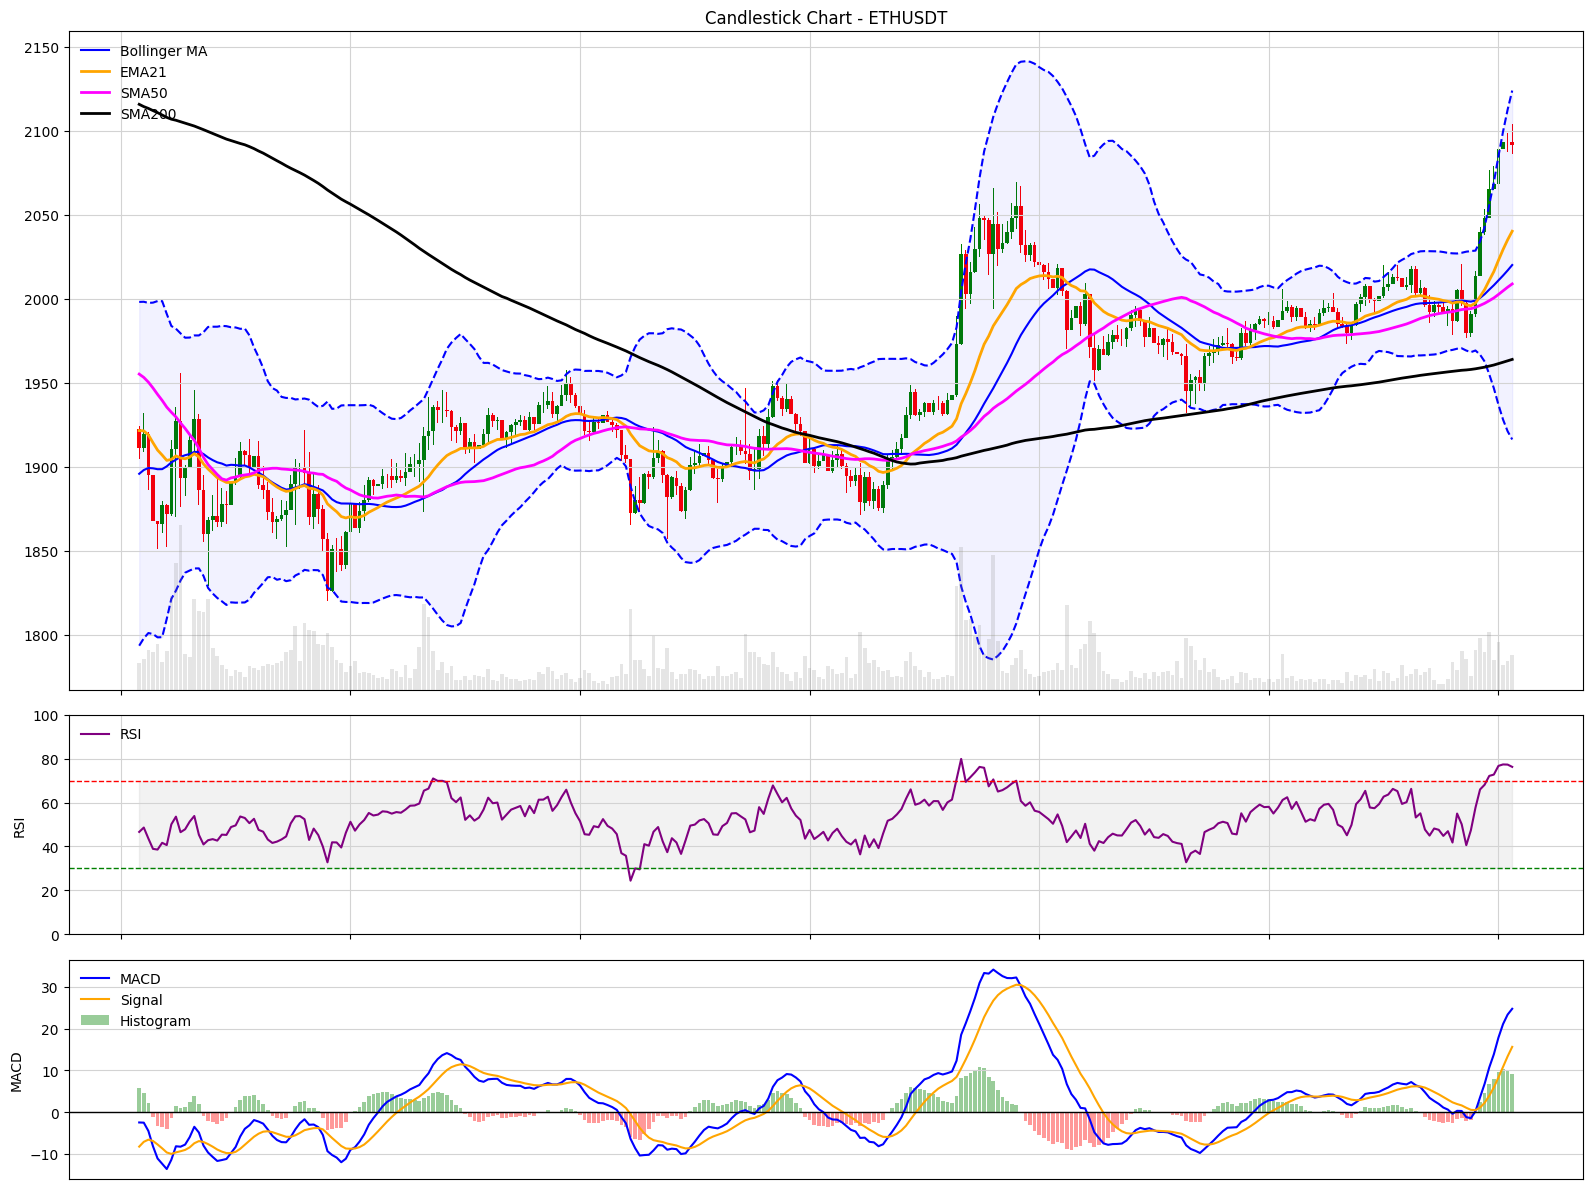 Candlestick Chart - ETHUSDT
2150
2100
2050
2000
1950
1900
1850
1800
Bollinger MA
EMA21
SMA50
SMA200
100
80
60
40
20
0
RSI
RSI
30
20
10
0
−10
MACD
MACD
Signal
Histogram